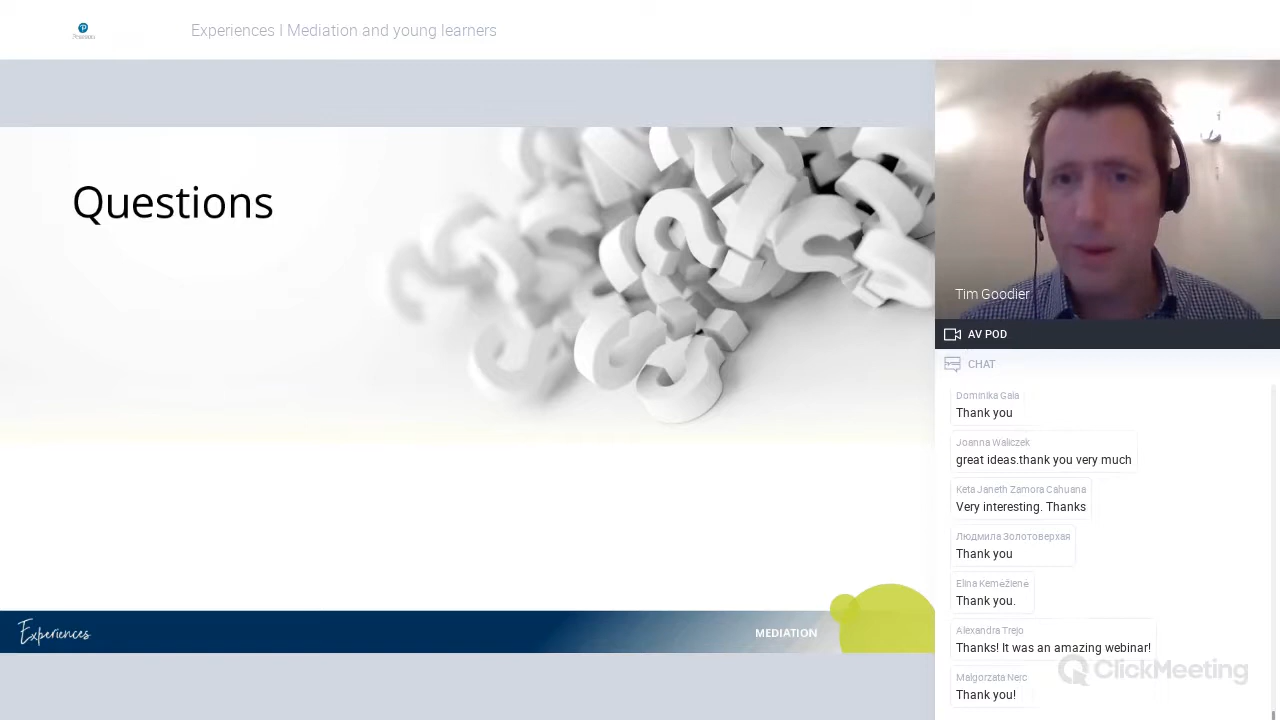 Experiences I Mediation and young learners
Questions
Tim Goodier
AV POD
CHAT
Dominika Gala
Thank you
Joanna Waliczek
great ideas.thank you very much
Keta Janeth Zamora Cahuana
Very interesting. Thanks
Людмила Золотоверхая
Thank you
Elina Kemežienė
Thank you.
Alexandra Trejo
Thanks! It was an amazing webinar!
Malgorzata Nerc
Thank you!
ClickMeeting
Experiences
MEDIATION